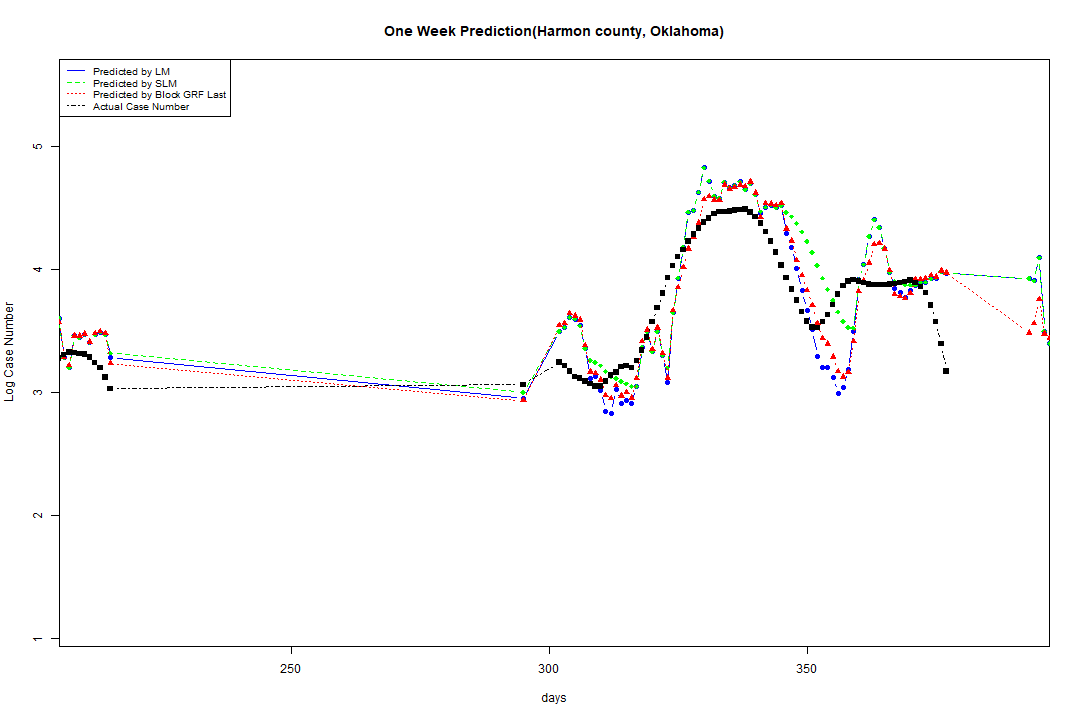 One Week Prediction(Harmon county, Oklahoma)
Predicted by LM
Predicted by SLM
Predicted by Block GRF Last
Actual Case Number
5
4
3
2
1
Log Case Number
250 300 350
days